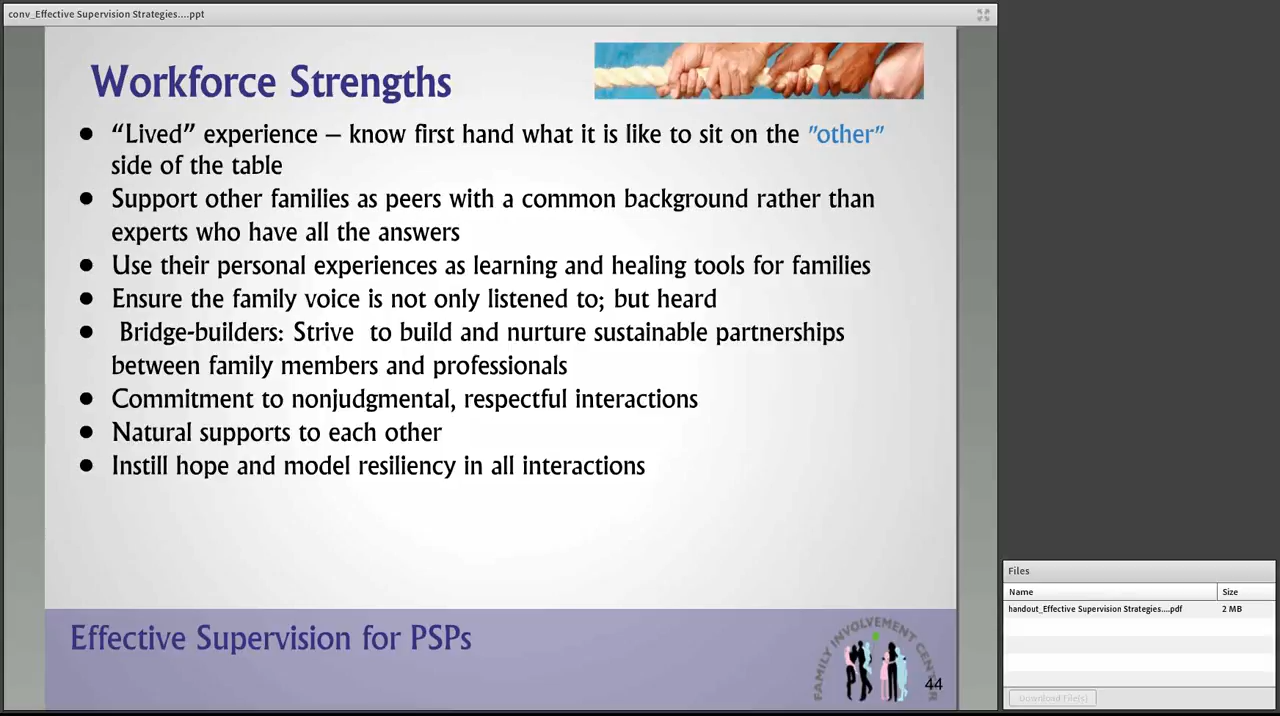 conv_Effective Supervision Strategies....ppt
Workforce Strengths
● “Lived” experience – know first hand what it is like to sit on the ”other”
side of the table
● Support other families as peers with a common background rather than
experts who have all the answers
● Use their personal experiences as learning and healing tools for families
● Ensure the family voice is not only listened to; but heard
● Bridge-builders: Strive to build and nurture sustainable partnerships
between family members and professionals
● Commitment to nonjudgmental, respectful interactions
● Natural supports to each other
● Instill hope and model resiliency in all interactions
Effective Supervision for PSPs
FAMILY INVOLVEMENT
44
Files
Name Size
handout_Effective Supervision Strategies....pdf 2 MB
Download File(s)